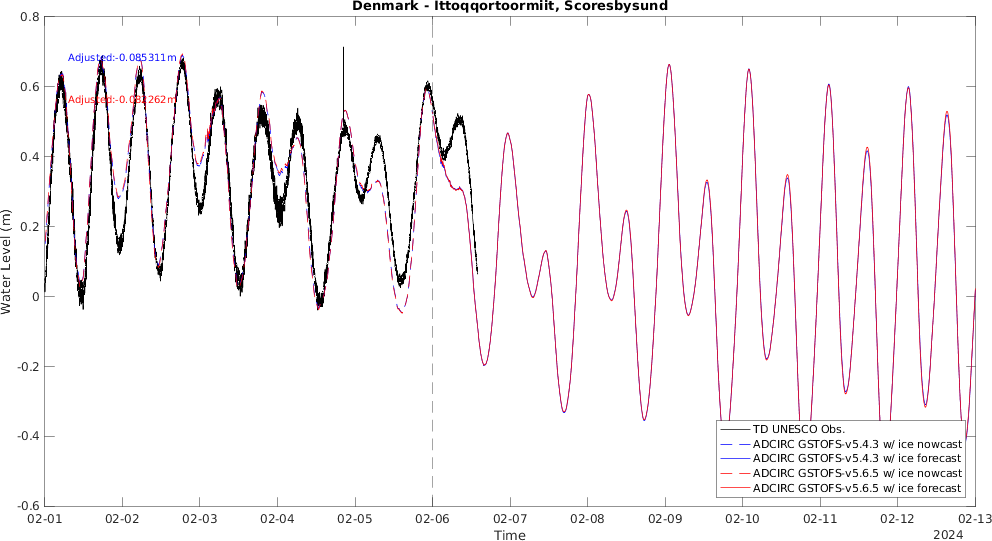 Denmark - Ittoqqortoormiit, Scoresbysund
Water Level (m)
0.8
0.6
0.4
0.2
0
-0.2
-0.4
-0.6
Adjusted:-0.085311m
TD UNESCO Obs.
ADCIRC GSTOFS-v5.4.3 w/ ice nowcast
ADCIRC GSTOFS-v5.4.3 w/ ice forecast
ADCIRC GSTOFS-v5.6.5 w/ ice nowcast
ADCIRC GSTOFS-v5.6.5 w/ ice forecast
02-01
02-02
02-03
02-04
02-05
02-06
02-07
02-08
02-09
02-10
02-11
02-12
02-13
Time
2024